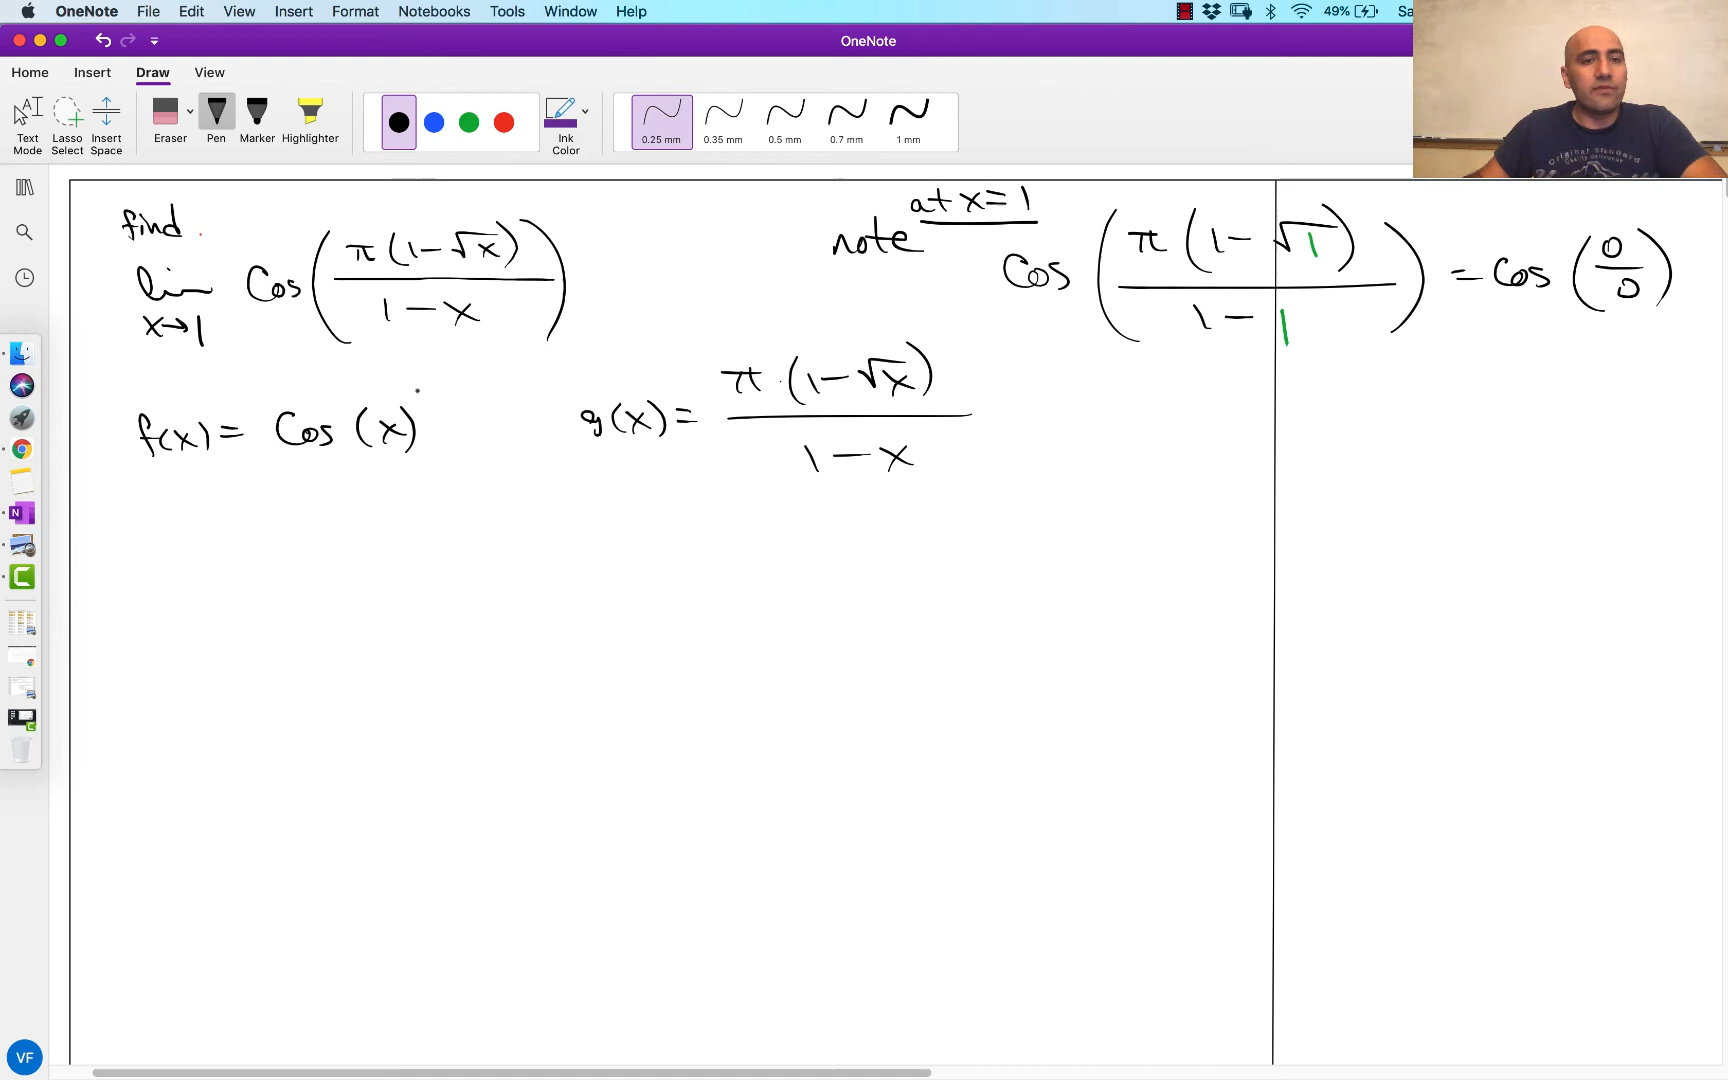 OneNote File Edit View Insert Format Notebooks Tools Window Help 49% Sa
OneNote
Home Insert Draw View
Text Mode Lasso Select Insert Space Eraser Pen Marker Highlighter Ink Color 0.25 mm 0.35 mm 0.5 mm 0.7 mm 1 mm
Original standard
find
lim x→1 Cos(π(1-√x) / 1-x)
note at x=1 Cos(π(1-√1) / 1-1) = Cos(0/0)
f(x) = Cos(x) g(x) = π·(1-√x) / 1-x
VF